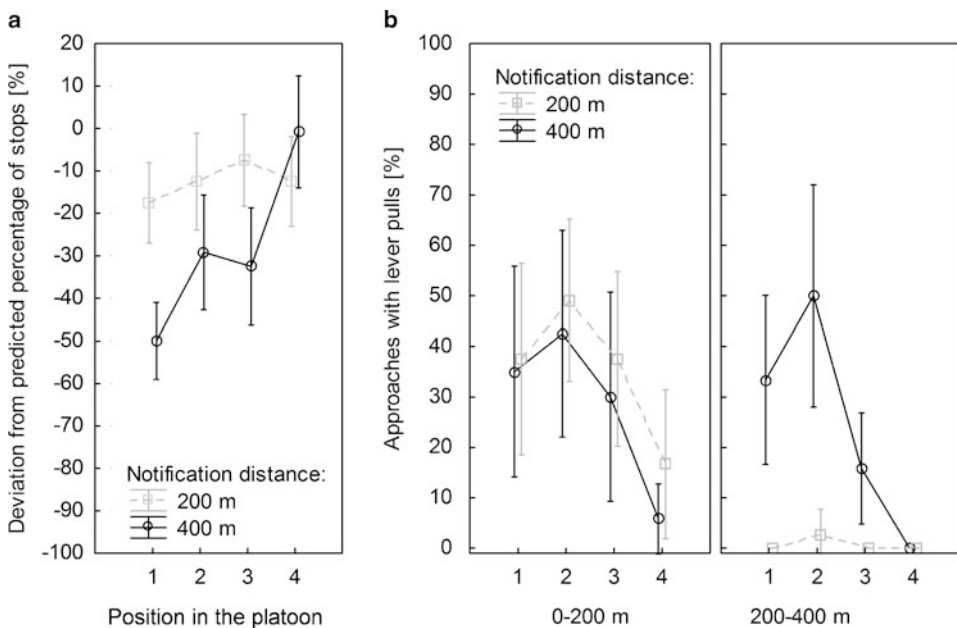 a
Deviation from predicted percentage of stops [%]
20
10
0
-10
-20
-30
-40
-50
-60
-70
-80
-90
-100
Notification distance:
200 m
400 m
1 2 3 4
Position in the platoon
b
Approaches with lever pulls [%]
100
90
80
70
60
50
40
30
20
10
0
Notification distance:
200 m
400 m
1 2 3 4
0-200 m
1 2 3 4
200-400 m